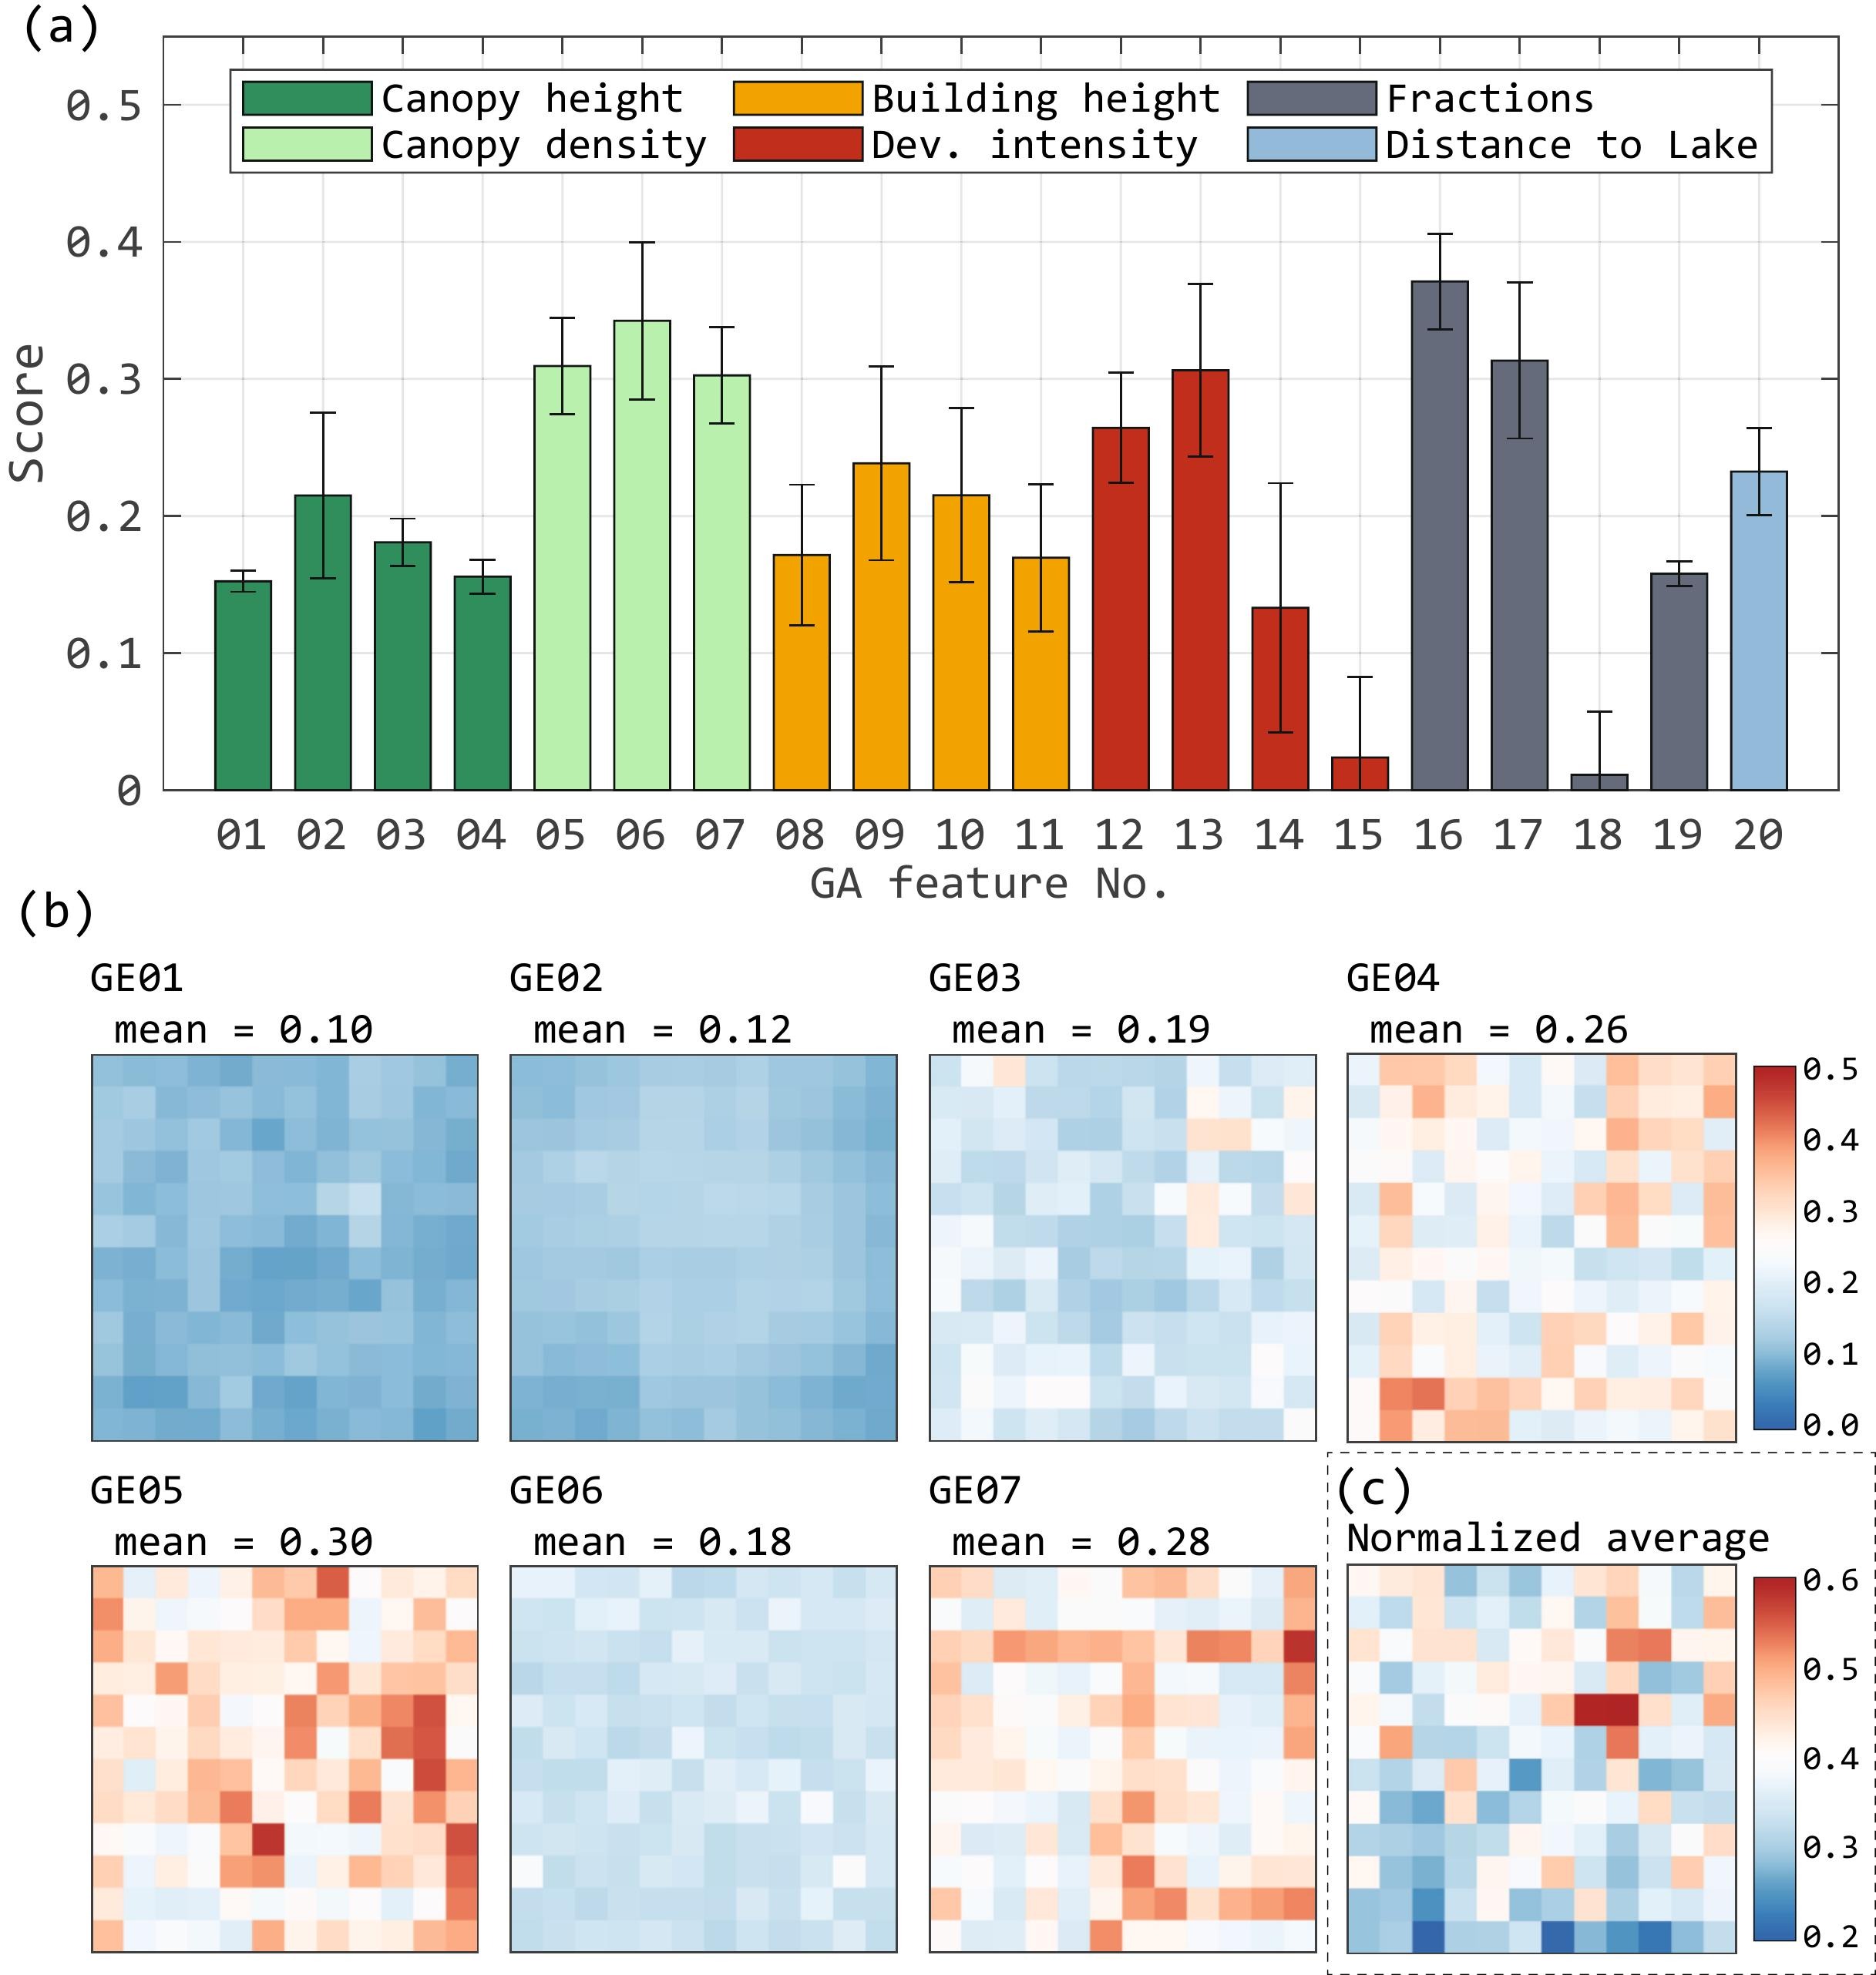 (a)
Canopy height Building height Fractions
Canopy density Dev. intensity Distance to Lake
0.5
0.4
0.3
0.2
0.1
0
Score
01 02 03 04 05 06 07 08 09 10 11 12 13 14 15 16 17 18 19 20
GA feature No.
(b)
GE01 GE02 GE03 GE04
mean = 0.10 mean = 0.12 mean = 0.19 mean = 0.26
0.5
0.4
0.3
0.2
0.1
0.0
GE05 GE06 GE07
mean = 0.30 mean = 0.18 mean = 0.28
(c)
Normalized average
0.6
0.5
0.4
0.3
0.2